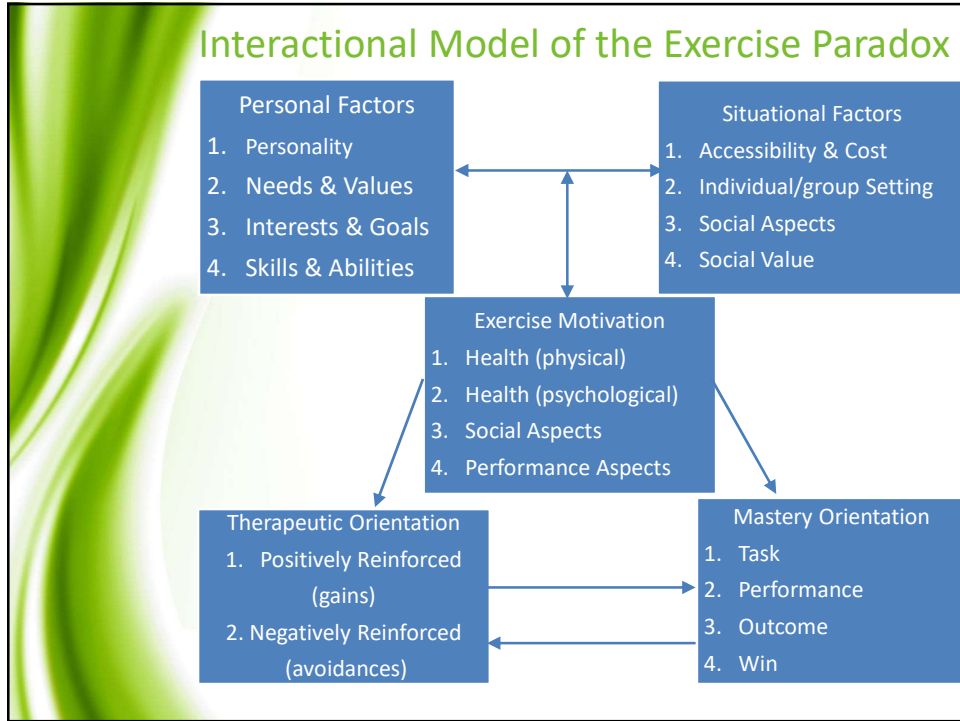 Interactional Model of the Exercise Paradox
Personal Factors
1. Personality
2. Needs & Values
3. Interests & Goals
4. Skills & Abilities
Situational Factors
1. Accessibility & Cost
2. Individual/group Setting
3. Social Aspects
4. Social Value
Exercise Motivation
1. Health (physical)
2. Health (psychological)
3. Social Aspects
4. Performance Aspects
Therapeutic Orientation
1. Positively Reinforced
(gains)
2. Negatively Reinforced
(avoidances)
Mastery Orientation
1. Task
2. Performance
3. Outcome
4. Win